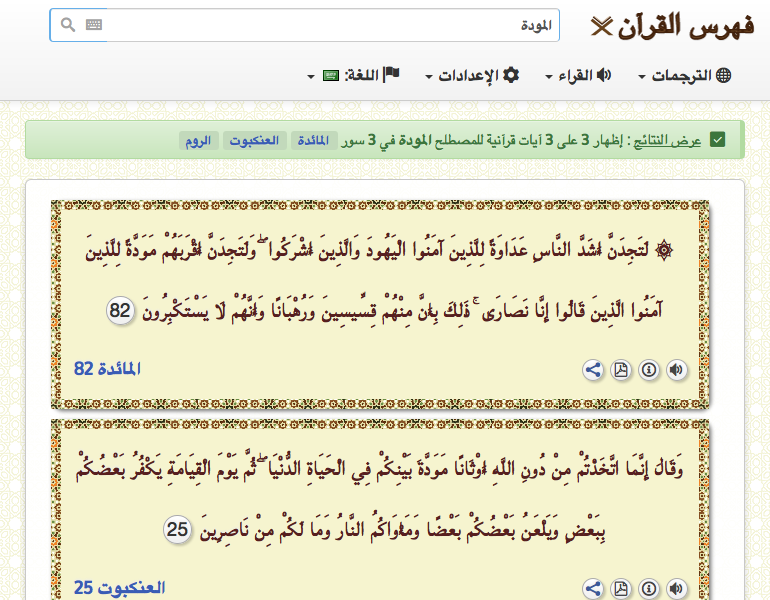 فهرس القرآن
المودة
الترجمات القراء الإعدادات اللغة:
عرض النتائج : إظهار 3 على 3 آيات قرآنية للمصطلح المودة في 3 سور المائدة العنكبوت الروم
۞ لَتَجِدَنَّ أَشَدَّ النَّاسِ عَدَاوَةً لِلَّذِينَ آمَنُوا الْيَهُودَ وَالَّذِينَ أَشْرَكُوا ۖ وَلَتَجِدَنَّ أَقْرَبَهُمْ مَوَدَّةً لِلَّذِينَ
آمَنُوا الَّذِينَ قَالُوا إِنَّا نَصَارَىٰ ۚ ذَٰلِكَ بِأَنَّ مِنْهُمْ قِسِّيسِينَ وَرُهْبَانًا وَأَنَّهُمْ لَا يَسْتَكْبِرُونَ 82
المائدة 82
وَقَالَ إِنَّمَا اتَّخَذْتُمْ مِنْ دُونِ اللَّهِ أَوْثَانًا مَوَدَّةَ بَيْنِكُمْ فِي الْحَيَاةِ الدُّنْيَا ۖ ثُمَّ يَوْمَ الْقِيَامَةِ يَكْفُرُ بَعْضُكُمْ
بِبَعْضٍ وَيَلْعَنُ بَعْضُكُمْ بَعْضًا وَمَأْوَاكُمُ النَّارُ وَمَا لَكُمْ مِنْ نَاصِرِينَ 25
العنكبوت 25